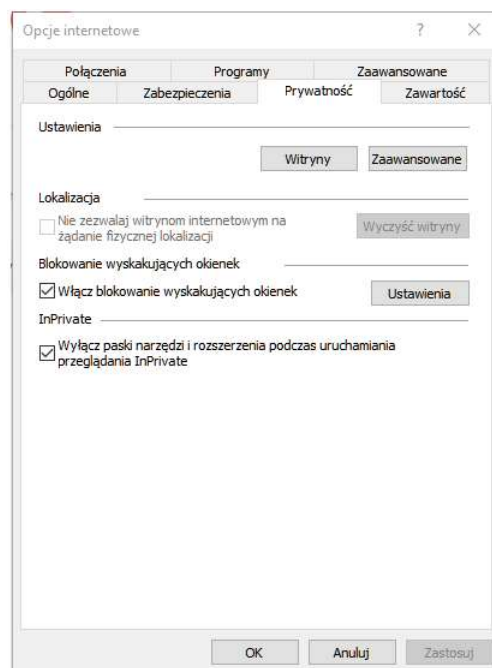 Opcje internetowe ? ×
Połączenia Programy Zaawansowane
Ogólne Zabezpieczenia Prywatność Zawartość
Ustawienia
Witryny Zaawansowane
Lokalizacja
Nie zezwalaj witrynom internetowym na
żądanie fizycznej lokalizacji
Wyczyść witryny
Blokowanie wyskakujących okienek
Włącz blokowanie wyskakujących okienek Ustawienia
InPrivate
Wyłącz paski narzędzi i rozszerzenia podczas uruchamiania
przeglądania InPrivate
OK Anuluj Zastosuj